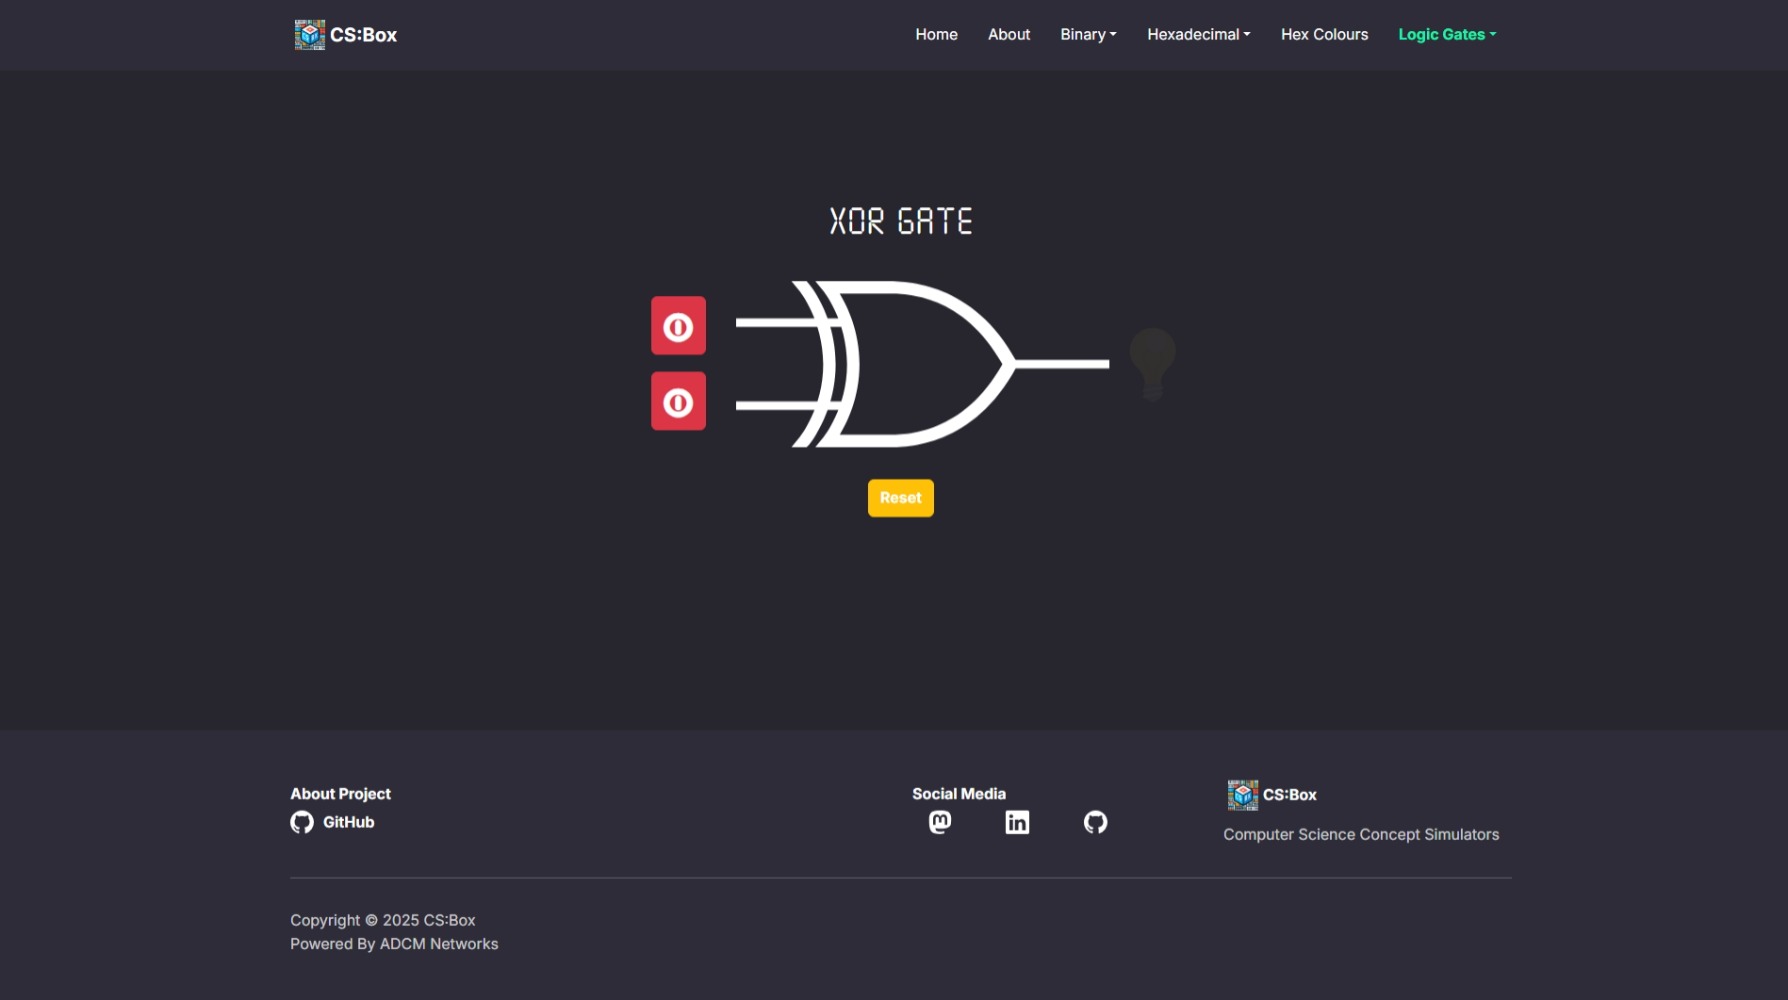 CS:Box
Home About Binary Hexadecimal Hex Colours Logic Gates
XOR GATE
0
0
Reset
About Project
GitHub
Social Media
CS:Box
Computer Science Concept Simulators
Copyright © 2025 CS:Box
Powered By ADCM Networks